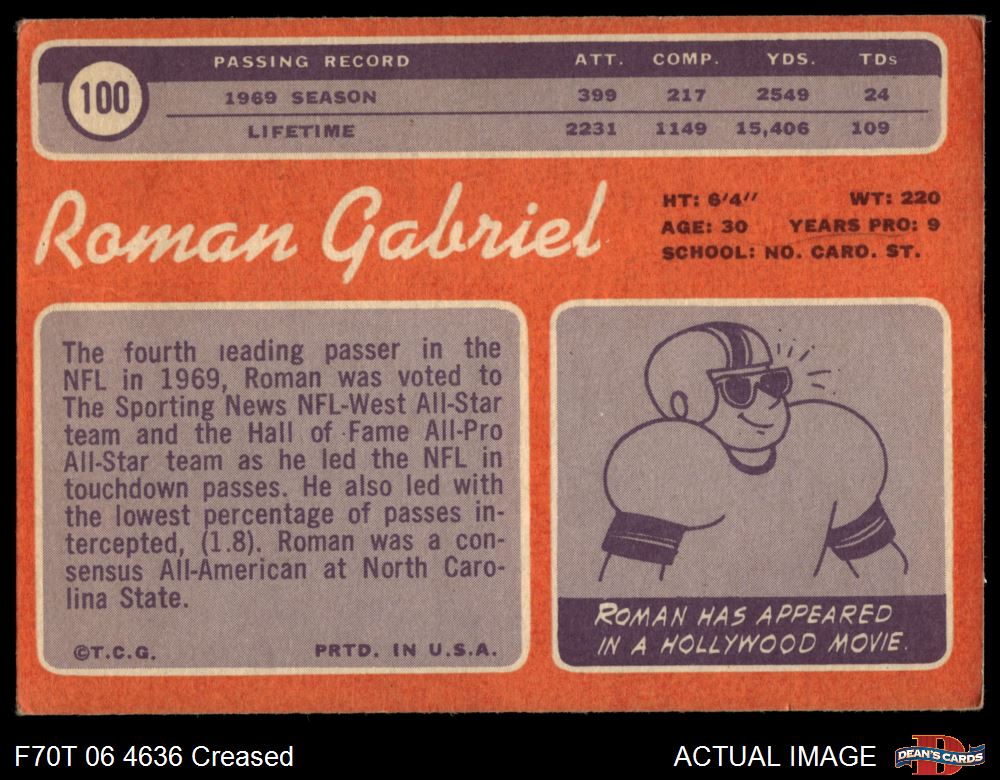 100
PASSING RECORD ATT. COMP. YDS. TDs
1969 SEASON 399 217 2549 24
LIFETIME 2231 1149 15,406 109
Roman Gabriel
HT: 6'4" WT: 220
AGE: 30 YEARS PRO: 9
SCHOOL: NO. CARO. ST.
The fourth leading passer in the
NFL in 1969, Roman was voted to
The Sporting News NFL-West All-Star
team and the Hall of Fame All-Pro
All-Star team as he led the NFL in
touchdown passes. He also led with
the lowest percentage of passes in-
tercepted, (1.8). Roman was a con-
sensus All-American at North Caro-
lina State.
©T.C.G. PRTD. IN U.S.A.
ROMAN HAS APPEARED
IN A HOLLYWOOD MOVIE.
F70T 06 4636 Creased
ACTUAL IMAGE
D
DEAN'S CARDS